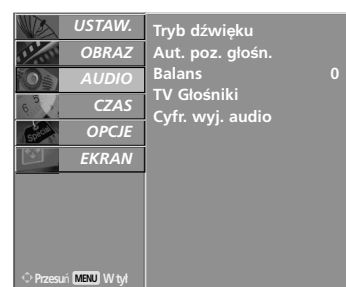 USTAW.
OBRAZ
AUDIO
CZAS
OPCJE
EKRAN
Tryb dźwięku
Aut. poz. głośn.
Balans 0
TV Głośniki
Cyfr. wyj. audio
Special
Przesuń MENU W tył